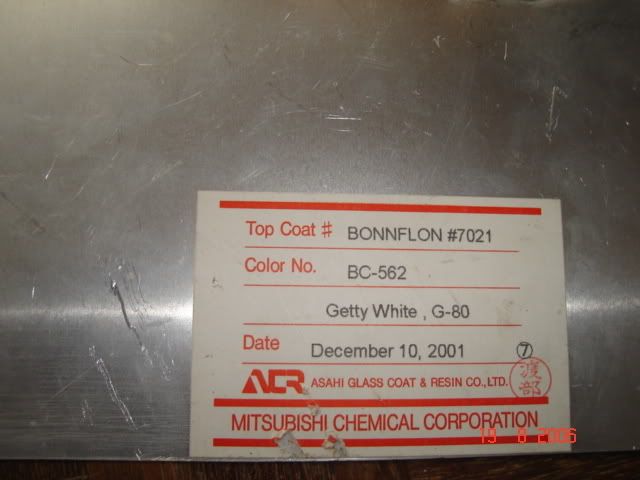 Top Coat # BONNFLON #7021
Color No. BC-562
Getty White , G-80
Date December 10, 2001 ⑦
ACR ASAHI GLASS COAT & RESIN CO., LTD. 渡部
MITSUBISHI CHEMICAL CORPORATION
19 8 2006